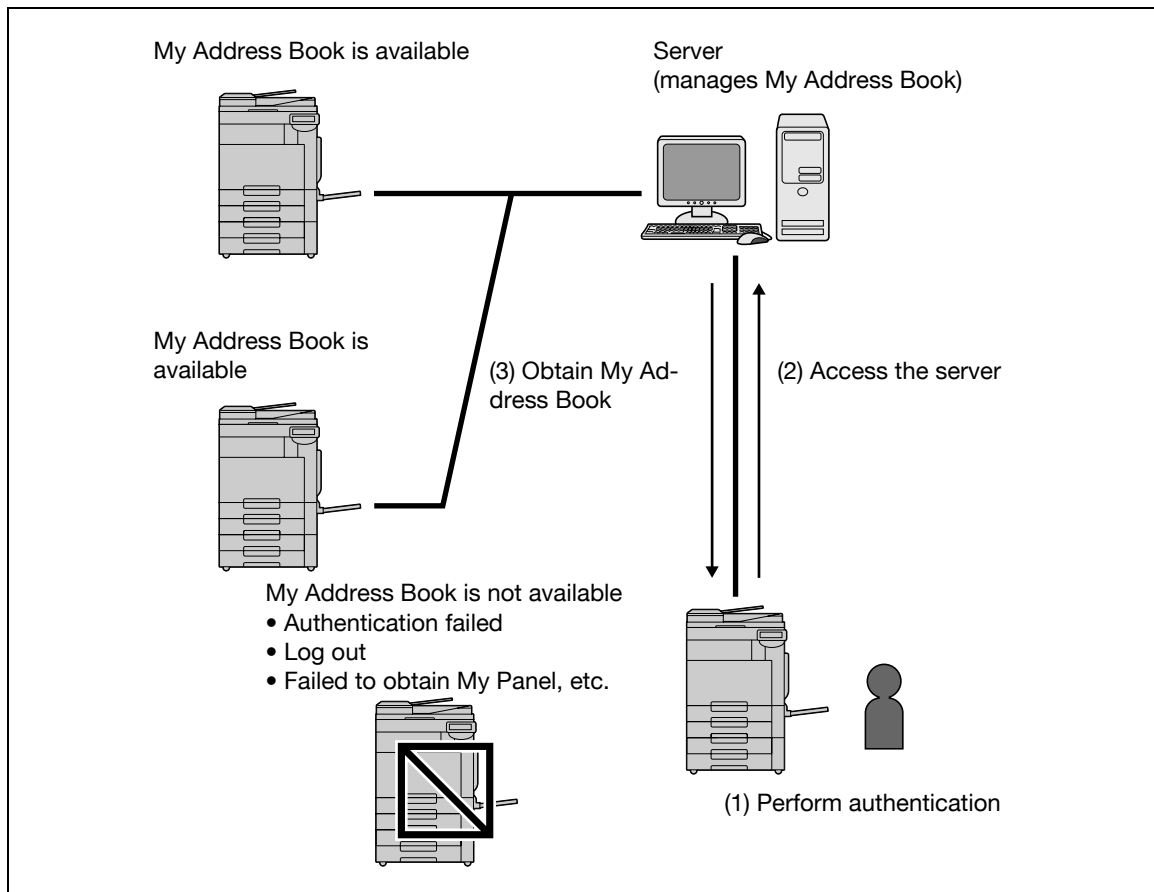 My Address Book is available
Server
(manages My Address Book)
My Address Book is
available
(3) Obtain My Ad-
dress Book
(2) Access the server
My Address Book is not available
• Authentication failed
• Log out
• Failed to obtain My Panel, etc.
(1) Perform authentication